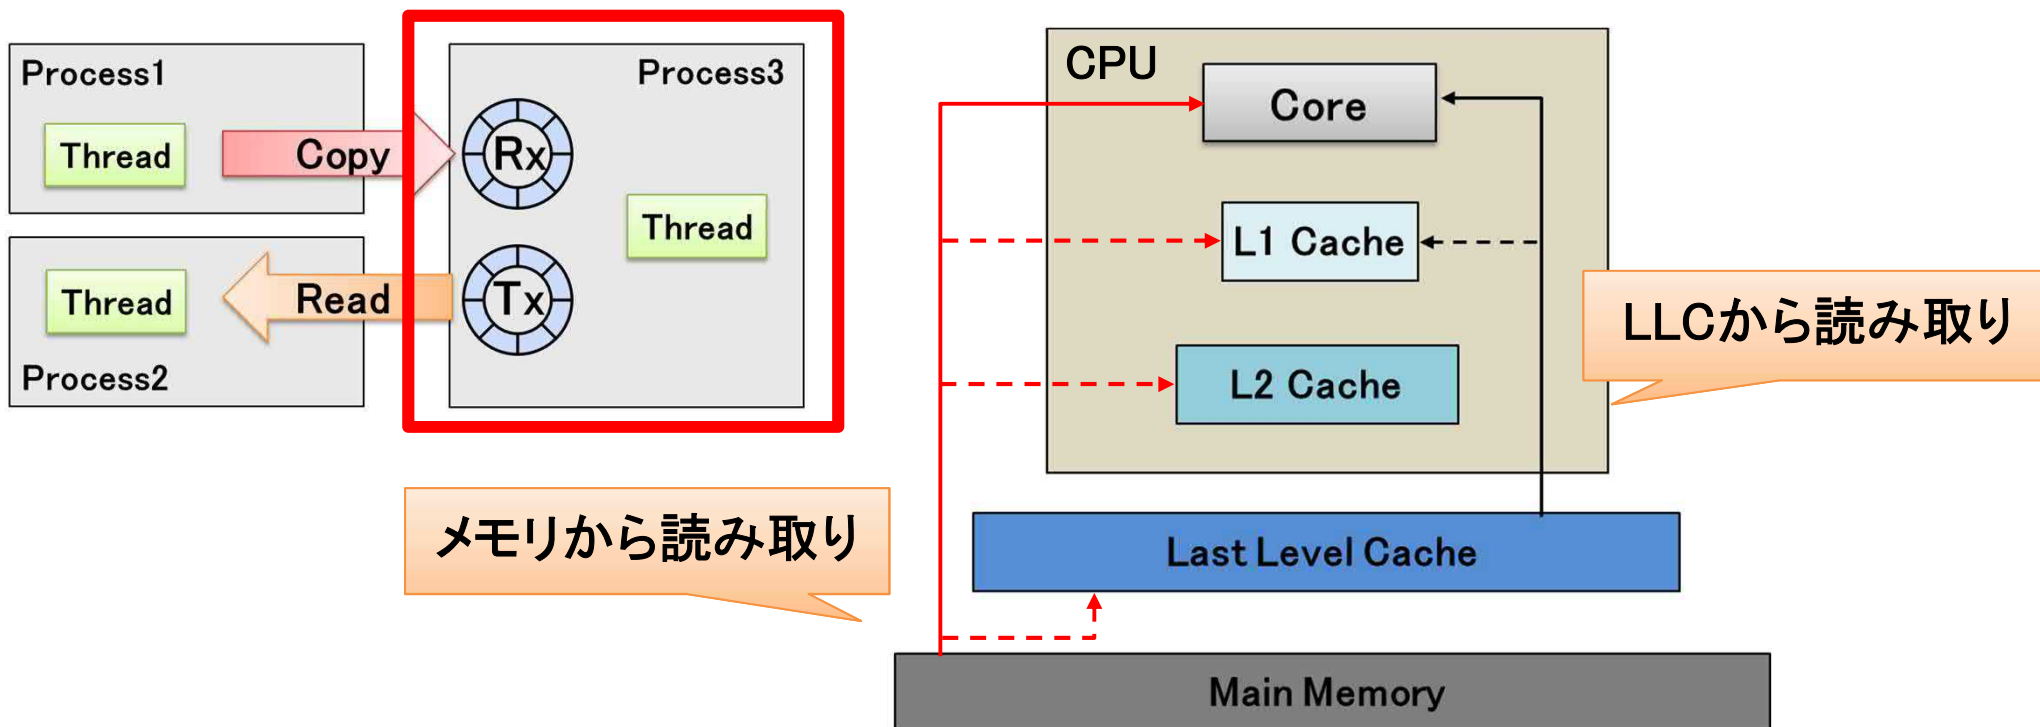 Process1
Thread
Copy
Process3
Rx
Thread
Thread
Read
Tx
Process2
CPU
Core
L1 Cache
L2 Cache
LLCから読み取り
メモリから読み取り
Last Level Cache
Main Memory